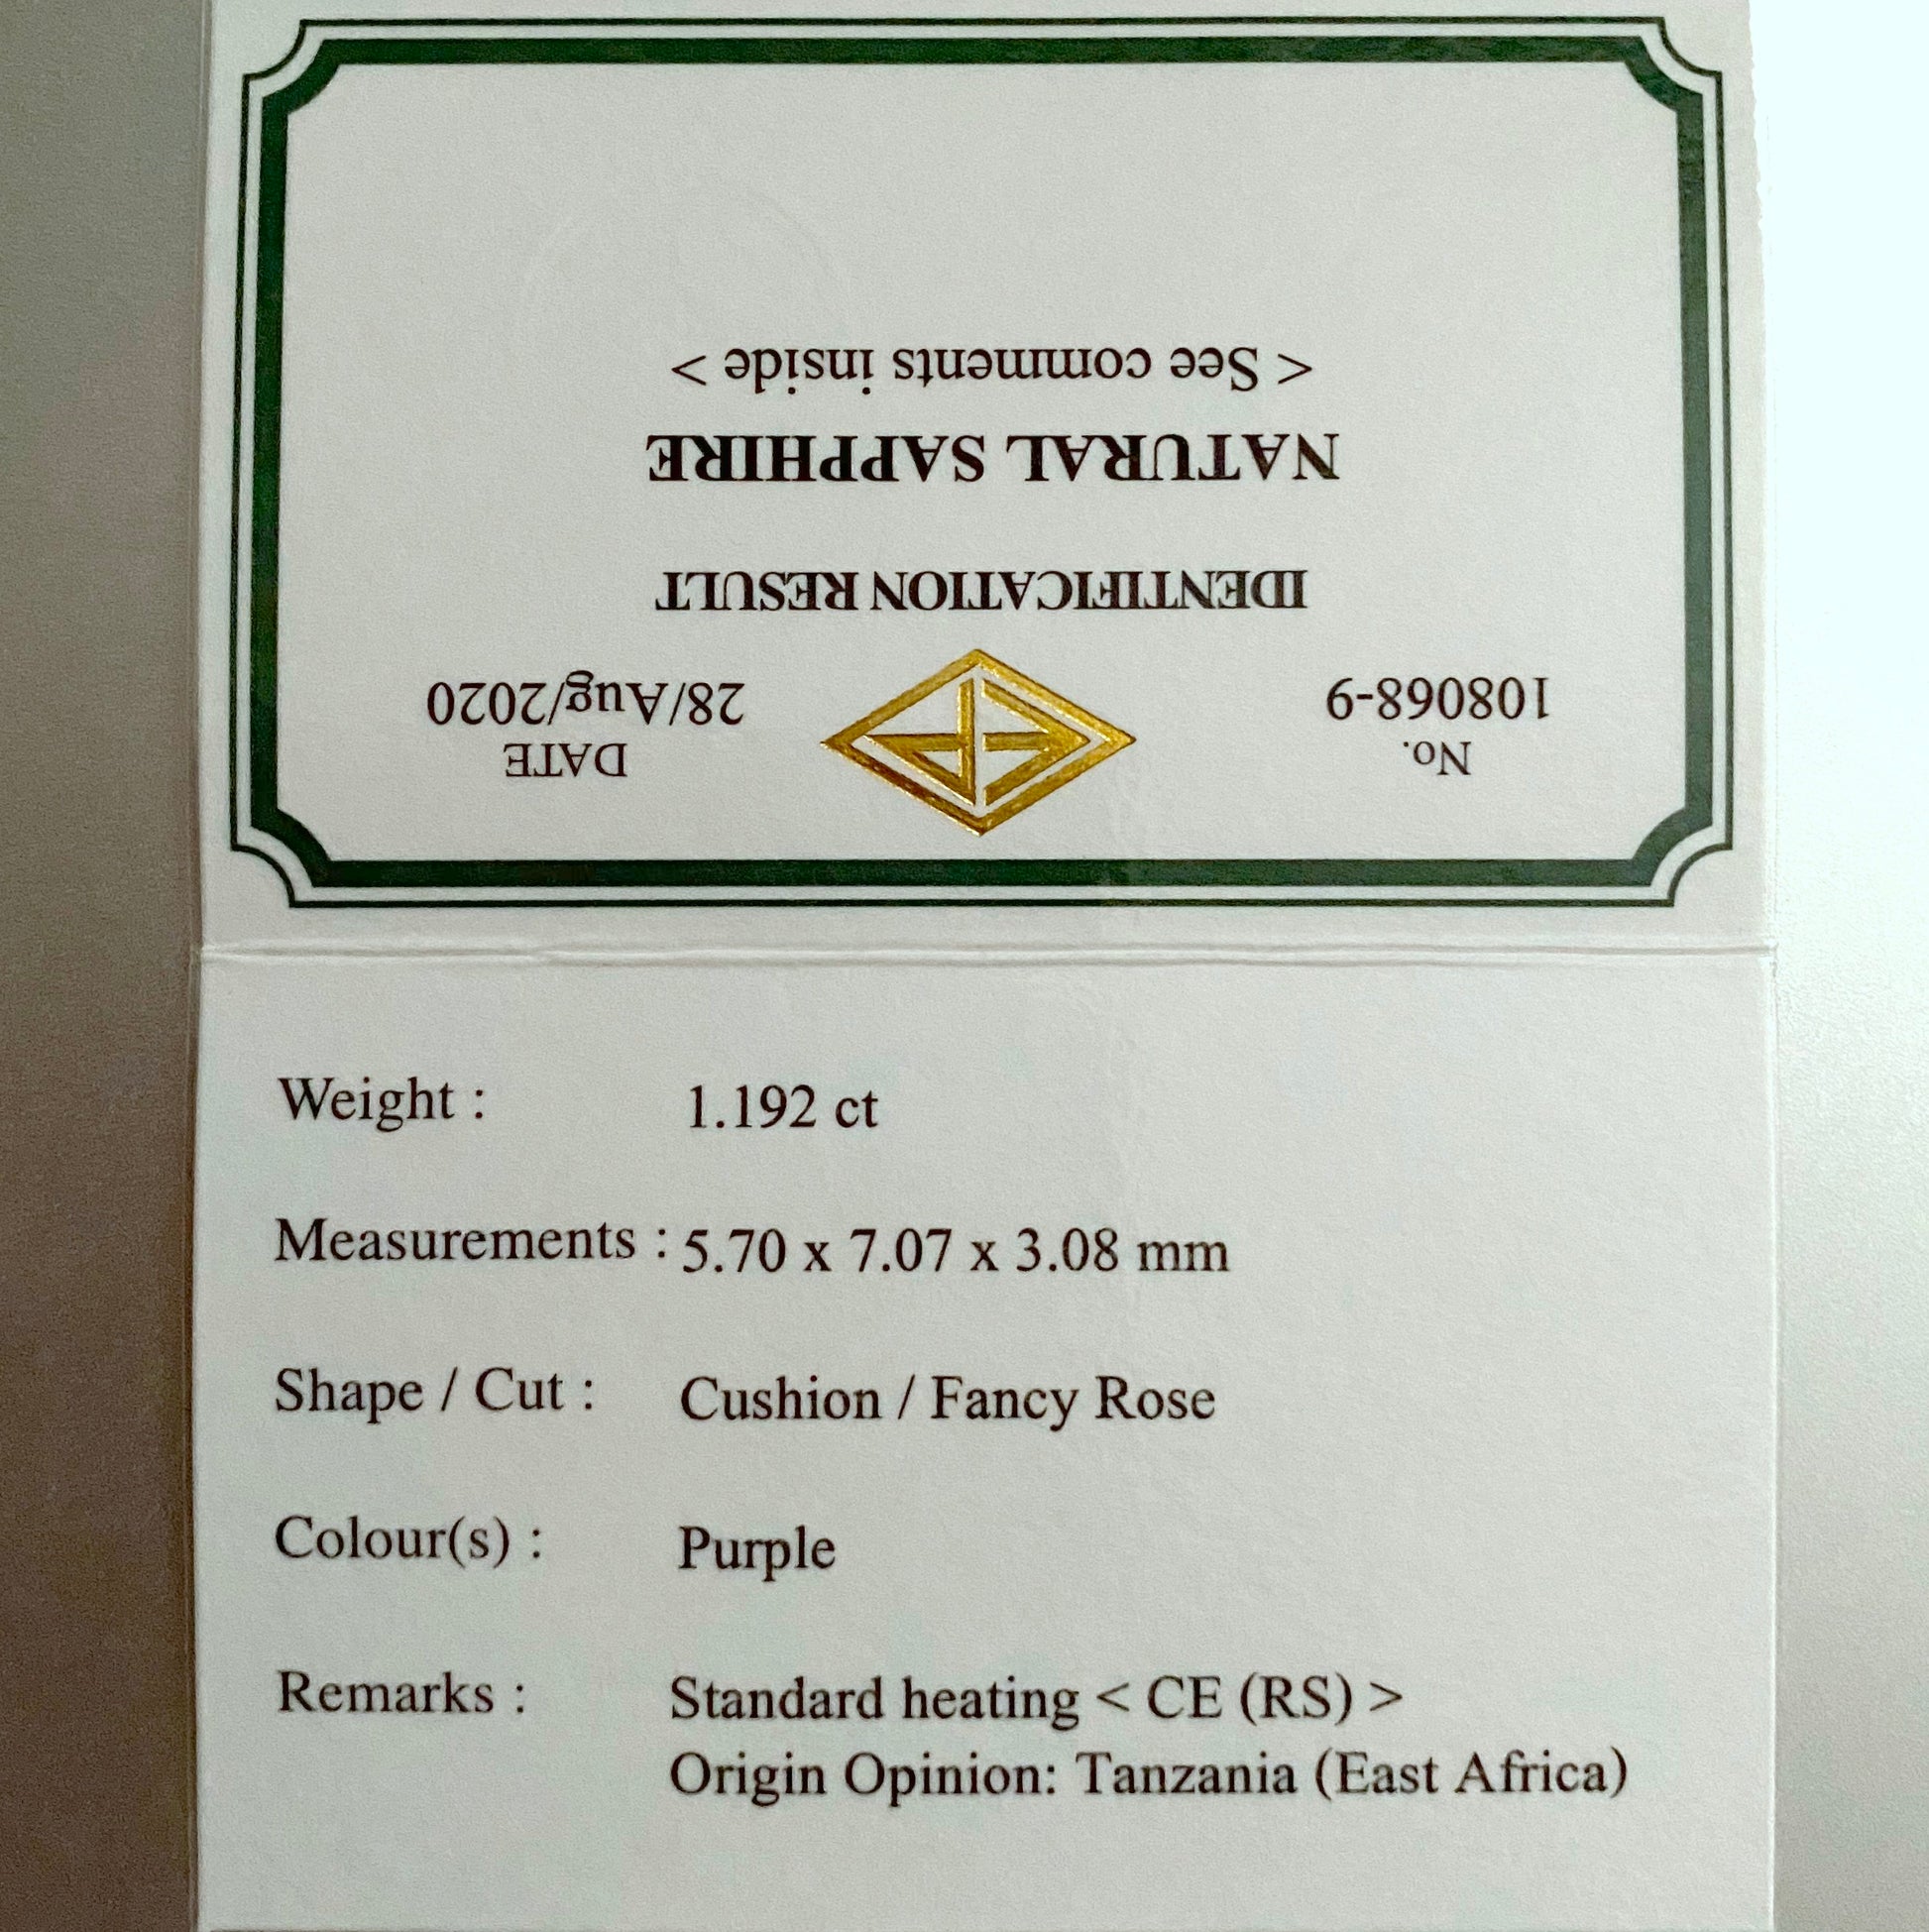 No.
108068-9
DATE
28/Aug/2020
IDENTIFICATION RESULT
NATURAL SAPPHIRE
< See comments inside >
Weight : 1.192 ct
Measurements : 5.70 x 7.07 x 3.08 mm
Shape / Cut : Cushion / Fancy Rose
Colour(s) : Purple
Remarks : Standard heating < CE (RS) >
Origin Opinion: Tanzania (East Africa)